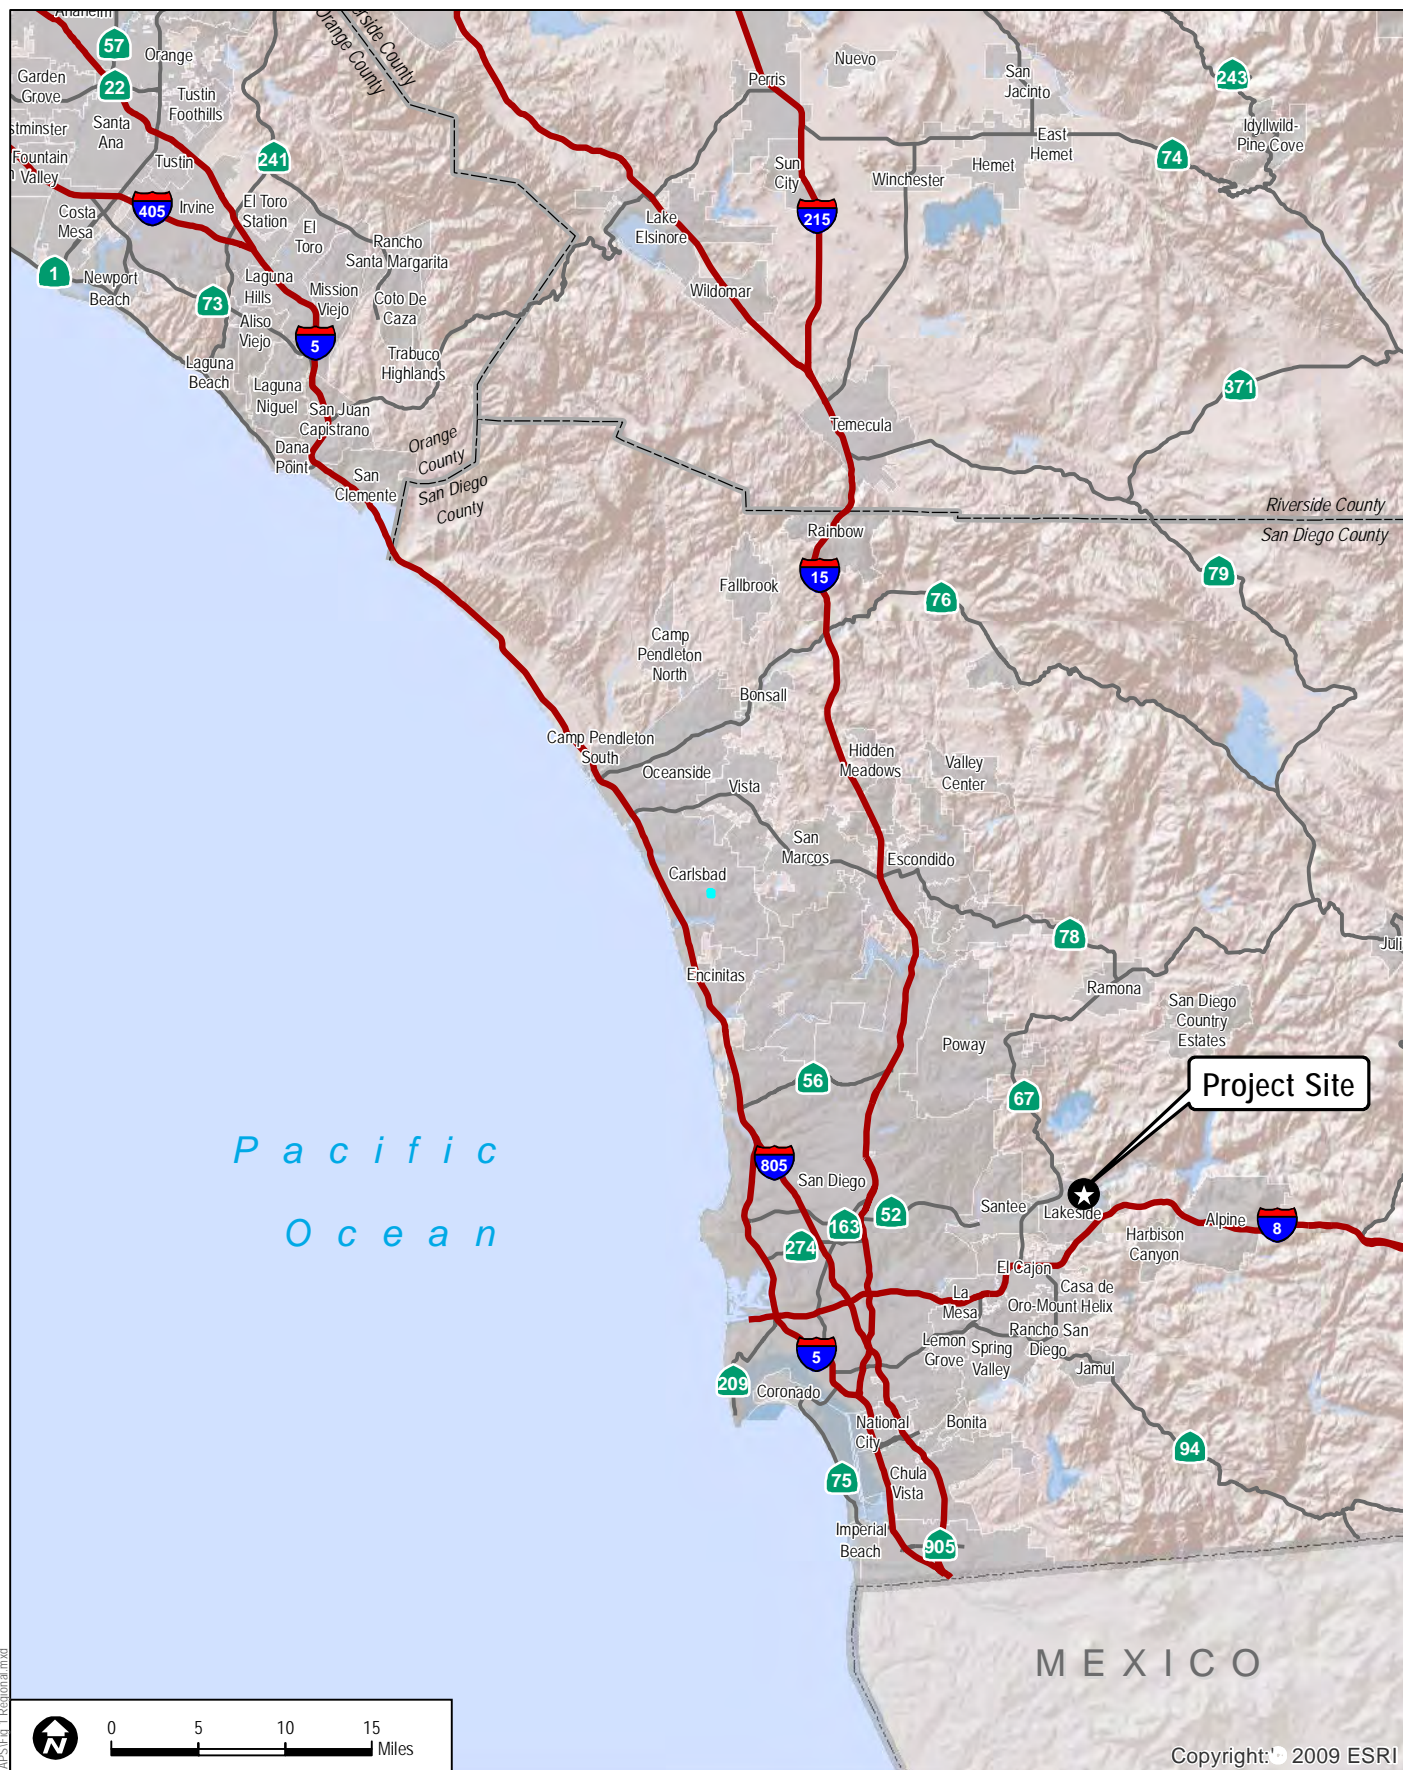 Anaheim
57
Orange
Garden
Grove
22
Tustin
Foothills
Santa
Ana
Fountain
Valley
Tustin
241
405
Irvine
El Toro
Station
Costa
Mesa
El
Toro
Rancho
Santa Margarita
1
Newport
Beach
73
Laguna
Hills
Mission
Viejo
Coto De
Caza
Aliso
Viejo
5
Trabuco
Highlands
Laguna
Beach
Laguna
Niguel
San Juan
Capistrano
Dana
Point
San
Clemente
Orange County
Orange
County
San Diego
County
Perris
Nuevo
San
Jacinto
243
Idyllwild-
Pine Cove
East
Hemet
74
Hemet
Sun
City
Winchester
215
Lake
Elsinore
Wildomar
371
Temecula
Riverside County
San Diego County
Rainbow
15
Fallbrook
76
79
Camp
Pendleton
North
Bonsall
Camp Pendleton
South
Oceanside
Vista
Hidden
Meadows
Valley
Center
San
Marcos
Escondido
Carlsbad
78
Encinitas
Ramona
San Diego
Country
Estates
Poway
56
67
Project Site
Pacific
Ocean
805
San Diego
Santee
Lakeside
163
52
274
Harbison
Canyon
Alpine
8
El Cajon
La
Mesa
Casa de
Oro-Mount Helix
Rancho San
Diego
Lemon
Grove
Spring
Valley
Jamul
5
209
Coronado
National
City
Bonita
94
75
Chula
Vista
Imperial
Beach
905
MEXICO
N
0 5 10 15
Miles
Copyright: 2009 ESRI